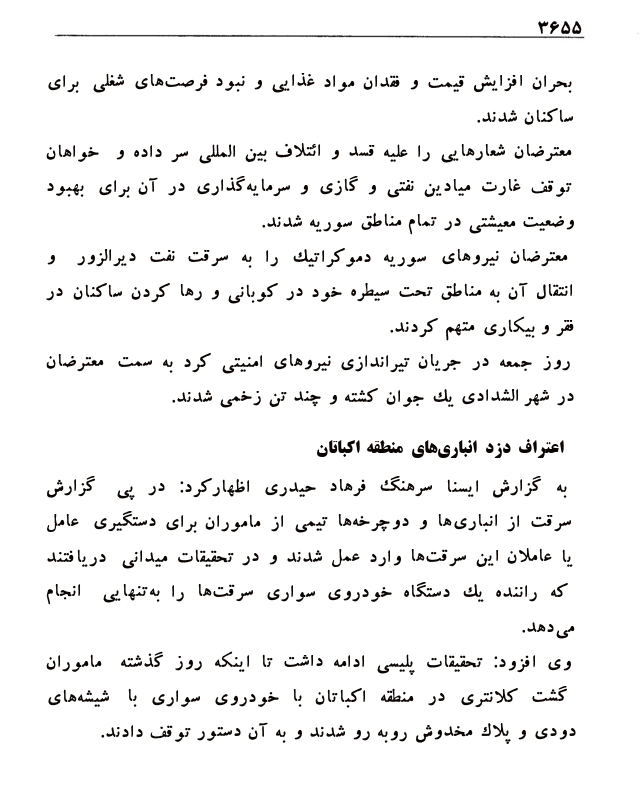 ۳۶۵۵
بحران افزایش قیمت و فقدان مواد غذایی و نبود فرصت‌های شغلی برای
ساکنان شدند.
معترضان شعارهایی را علیه قسد و ائتلاف بین المللی سر داده و خواهان
توقف غارت میادین نفتی و گازی و سرمایه‌گذاری در آن برای بهبود
وضعیت معیشتی در تمام مناطق سوریه شدند.
معترضان نیروهای سوریه دموکراتیك را به سرقت نفت دیرالزور و
انتقال آن به مناطق تحت سیطره خود در کوبانی و رها کردن ساکنان در
فقر و بیکاری متهم کردند.
روز جمعه در جریان تیراندازی نیروهای امنیتی کرد به سمت معترضان
در شهر الشدادی یك جوان کشته و چند تن زخمی شدند.
اعتراف دزد انباری‌های منطقه اکباتان
به گزارش ایسنا سرهنگ فرهاد حیدری اظهارکرد: در پی گزارش
سرقت از انباری‌ها و دوچرخه‌ها تیمی از ماموران برای دستگیری عامل
یا عاملان این سرقت‌ها وارد عمل شدند و در تحقیقات میدانی دریافتند
که راننده یك دستگاه خودروی سواری سرقت‌ها را به‌تنهایی انجام
می‌دهد.
وی افزود: تحقیقات پلیسی ادامه داشت تا اینکه روز گذشته ماموران
گشت کلانتری در منطقه اکباتان با خودروی سواری با شیشه‌های
دودی و پلاك مخدوش روبه رو شدند و به آن دستور توقف دادند.